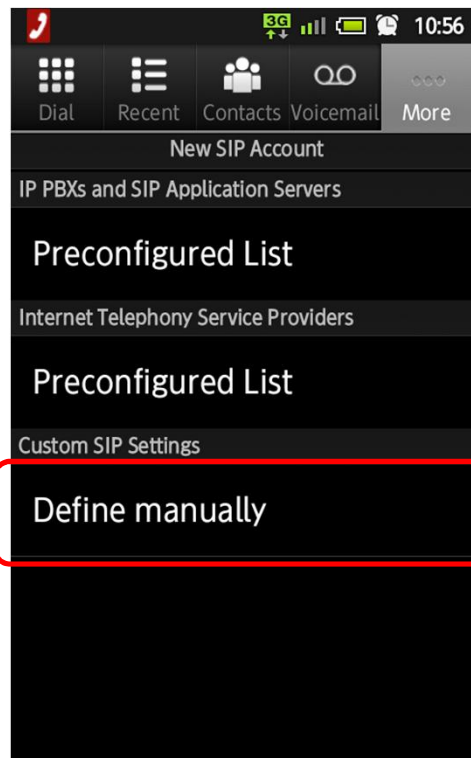 3G 10:56
Dial Recent Contacts Voicemail More
New SIP Account
IP PBXs and SIP Application Servers
Preconfigured List
Internet Telephony Service Providers
Preconfigured List
Custom SIP Settings
Define manually